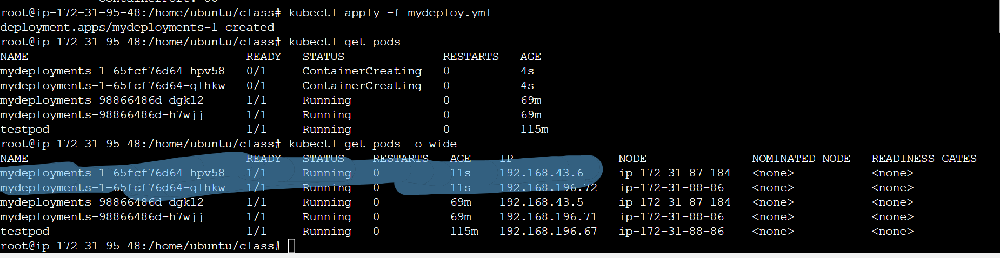 root@ip-172-31-95-48:/home/ubuntu/class# kubectl apply -f mydeploy.yml
deployment.apps/mydeployments-1 created
root@ip-172-31-95-48:/home/ubuntu/class# kubectl get pods
NAME READY STATUS RESTARTS AGE
mydeployments-1-65fcf76d64-hpv58 0/1 ContainerCreating 0 4s
mydeployments-1-65fcf76d64-qlhkw 0/1 ContainerCreating 0 4s
mydeployments-98866486d-dgkl2 1/1 Running 0 69m
mydeployments-98866486d-h7wjj 1/1 Running 0 69m
testpod 1/1 Running 0 115m
root@ip-172-31-95-48:/home/ubuntu/class# kubectl get pods -o wide
NAME READY STATUS RESTARTS AGE IP NODE NOMINATED NODE READINESS GATES
mydeployments-1-65fcf76d64-hpv58 1/1 Running 0 11s 192.168.43.6 ip-172-31-87-184 <none> <none>
mydeployments-1-65fcf76d64-qlhkw 1/1 Running 0 11s 192.168.196.72 ip-172-31-88-86 <none> <none>
mydeployments-98866486d-dgkl2 1/1 Running 0 69m 192.168.43.5 ip-172-31-87-184 <none> <none>
mydeployments-98866486d-h7wjj 1/1 Running 0 69m 192.168.196.71 ip-172-31-88-86 <none> <none>
testpod 1/1 Running 0 115m 192.168.196.67 ip-172-31-88-86 <none> <none>
root@ip-172-31-95-48:/home/ubuntu/class#